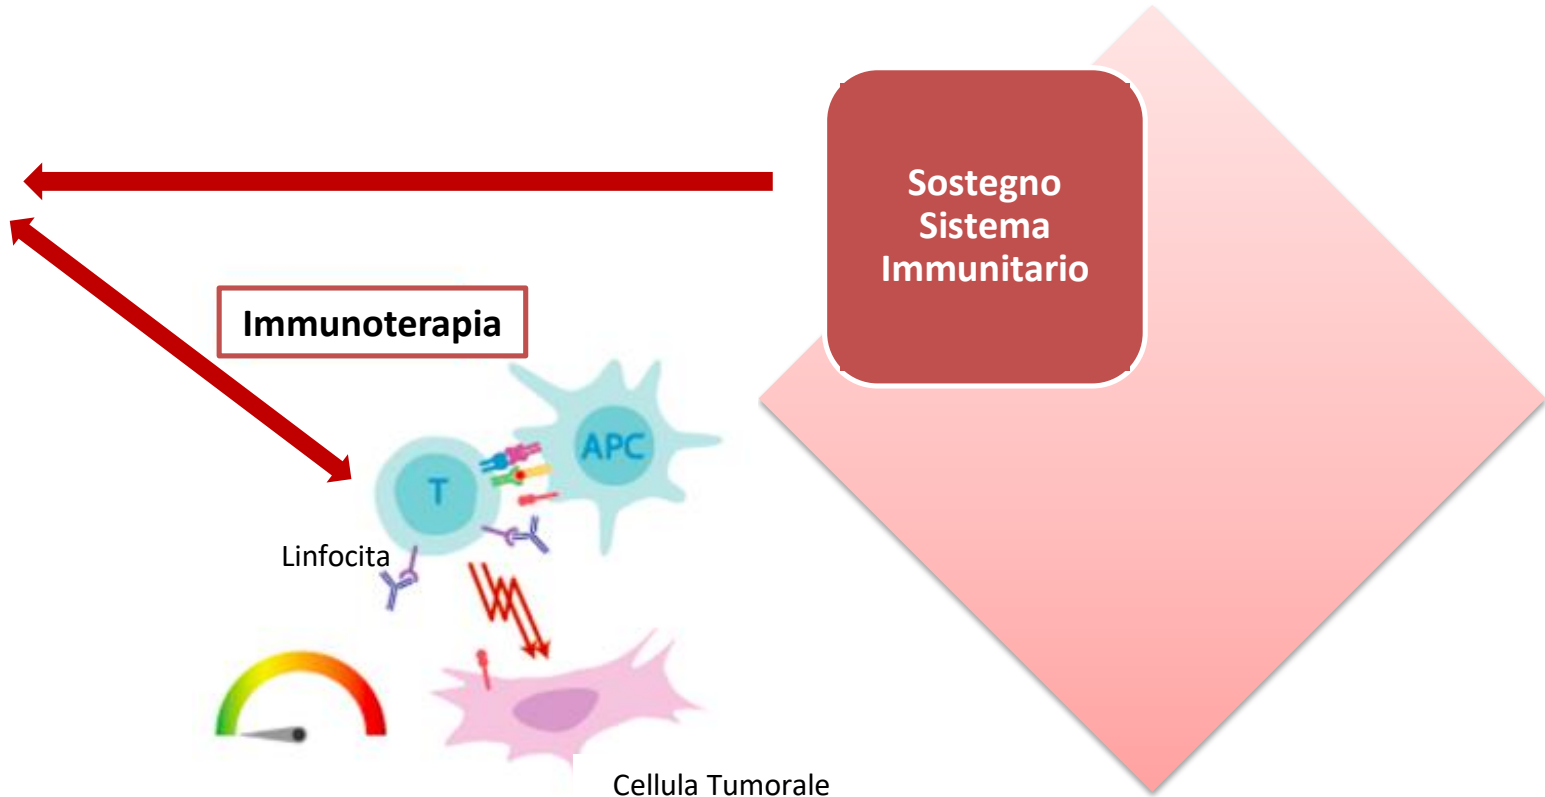 Sostegno
Sistema
Immunitario
Immunoterapia
APC
T
Linfocita
Cellula Tumorale